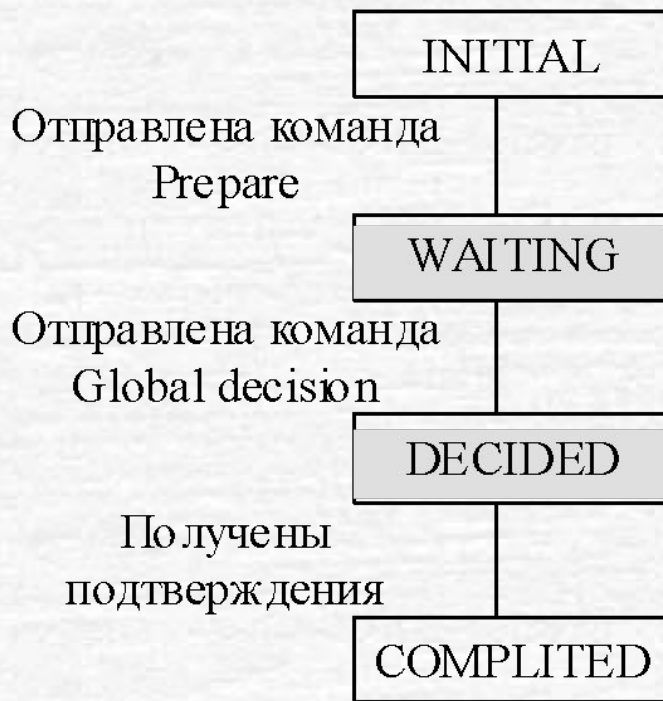 INITIAL
Отправлена команда
Prepare
WAITING
Отправлена команда
Global decision
DECIDED
Получены
подтверждения
COMPLITED